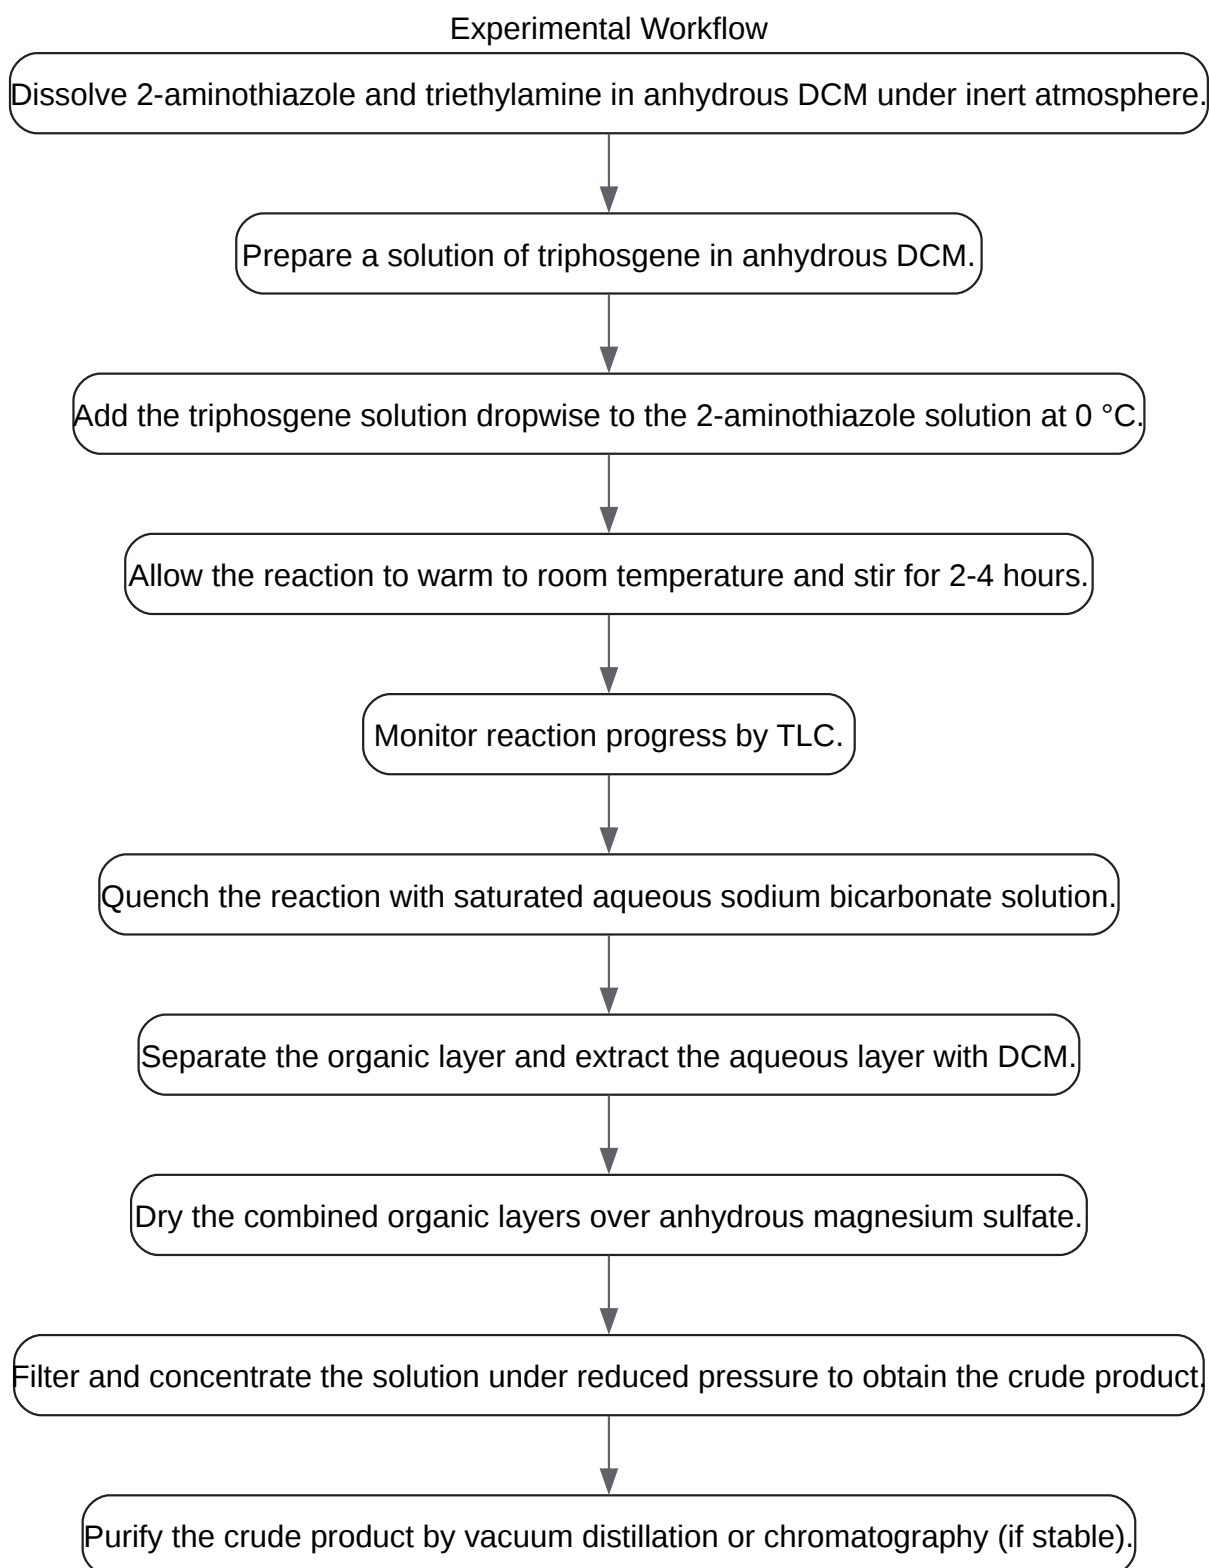 Experimental Workflow
Dissolve 2-aminothiazole and triethylamine in anhydrous DCM under inert atmosphere.
Prepare a solution of triphosgene in anhydrous DCM.
Add the triphosgene solution dropwise to the 2-aminothiazole solution at 0 °C.
Allow the reaction to warm to room temperature and stir for 2-4 hours.
Monitor reaction progress by TLC.
Quench the reaction with saturated aqueous sodium bicarbonate solution.
Separate the organic layer and extract the aqueous layer with DCM.
Dry the combined organic layers over anhydrous magnesium sulfate.
Filter and concentrate the solution under reduced pressure to obtain the crude product.
Purify the crude product by vacuum distillation or chromatography (if stable).